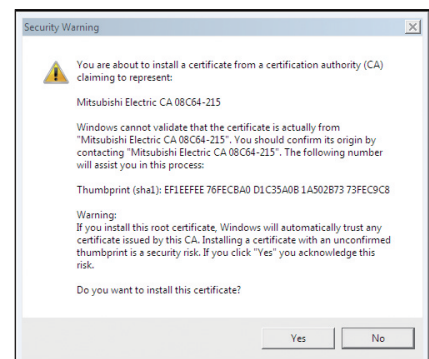 Security Warning
You are about to install a certificate from a certification authority (CA)
claiming to represent:
Mitsubishi Electric CA 08C64-215
Windows cannot validate that the certificate is actually from
"Mitsubishi Electric CA 08C64-215". You should confirm its origin by
contacting "Mitsubishi Electric CA 08C64-215". The following number
will assist you in this process:
Thumbprint (sha1): EF1EEFEE 76FECBA0 D1C35A0B 1A502B73 73FEC9C8
Warning:
If you install this root certificate, Windows will automatically trust any
certificate issued by this CA. Installing a certificate with an unconfirmed
thumbprint is a security risk. If you click "Yes" you acknowledge this
risk.
Do you want to install this certificate?
Yes
No